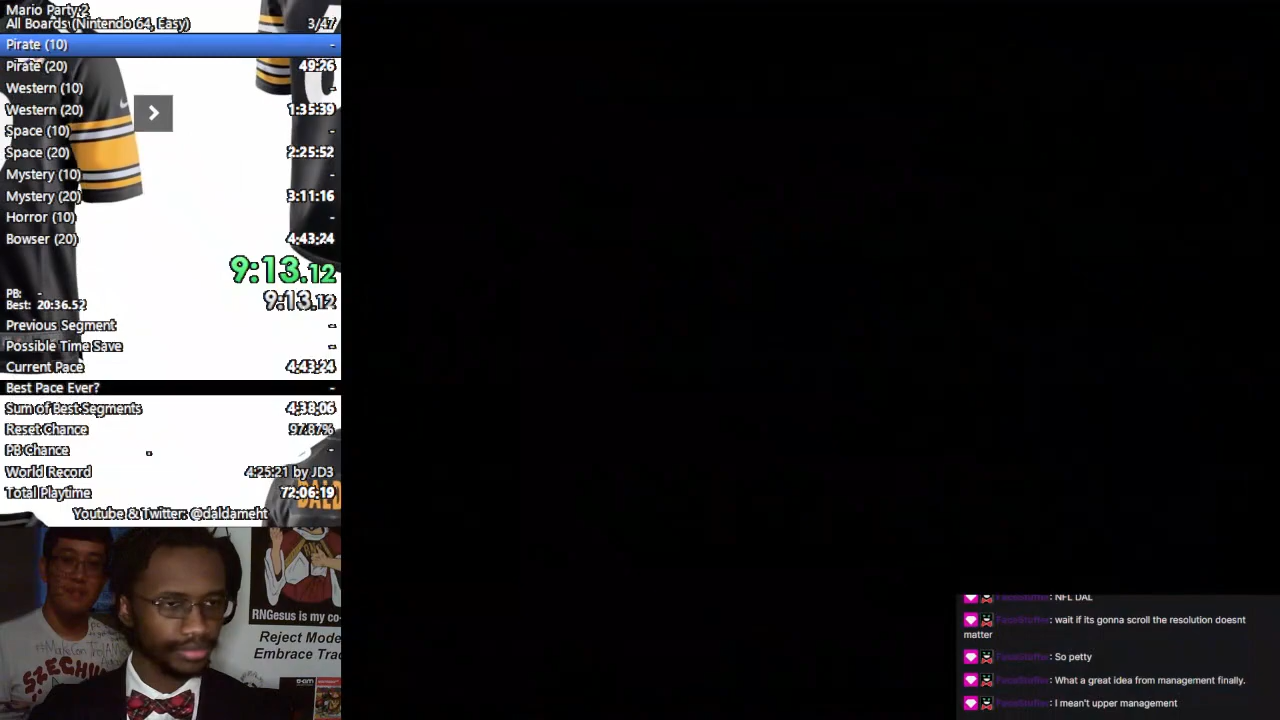 Mario Party 2
All Boards (Nintendo 64, Easy) 3/47
Pirate (10) -
Pirate (20) 49:26
Western (10) -
Western (20) 1:35:39
Space (10) -
Space (20) 2:25:52
Mystery (10) -
Mystery (20) 3:11:16
Horror (10) -
Bowser (20) 4:43:24
9:13.12
PB: -
9:13.12
Best: 20:36.52
Previous Segment -
Possible Time Save -
Current Pace 4:43:24
Best Pace Ever? -
Sum of Best Segments 4:38:06
Reset Chance 97.87%
PB Chance -
World Record 4:25:21 by JD3
Total Playtime 72:06:19
DALD
Youtube & Twitter: @daldameht
RNGesus is my co-
Reject Mode
Embrace Trad
SZECHU
: NFL DAL
FaceStuffer: wait if its gonna scroll the resolution doesnt
matter
FaceStuffer: So petty
FaceStuffer: What a great idea from management finally.
FaceStuffer: I mean't upper management